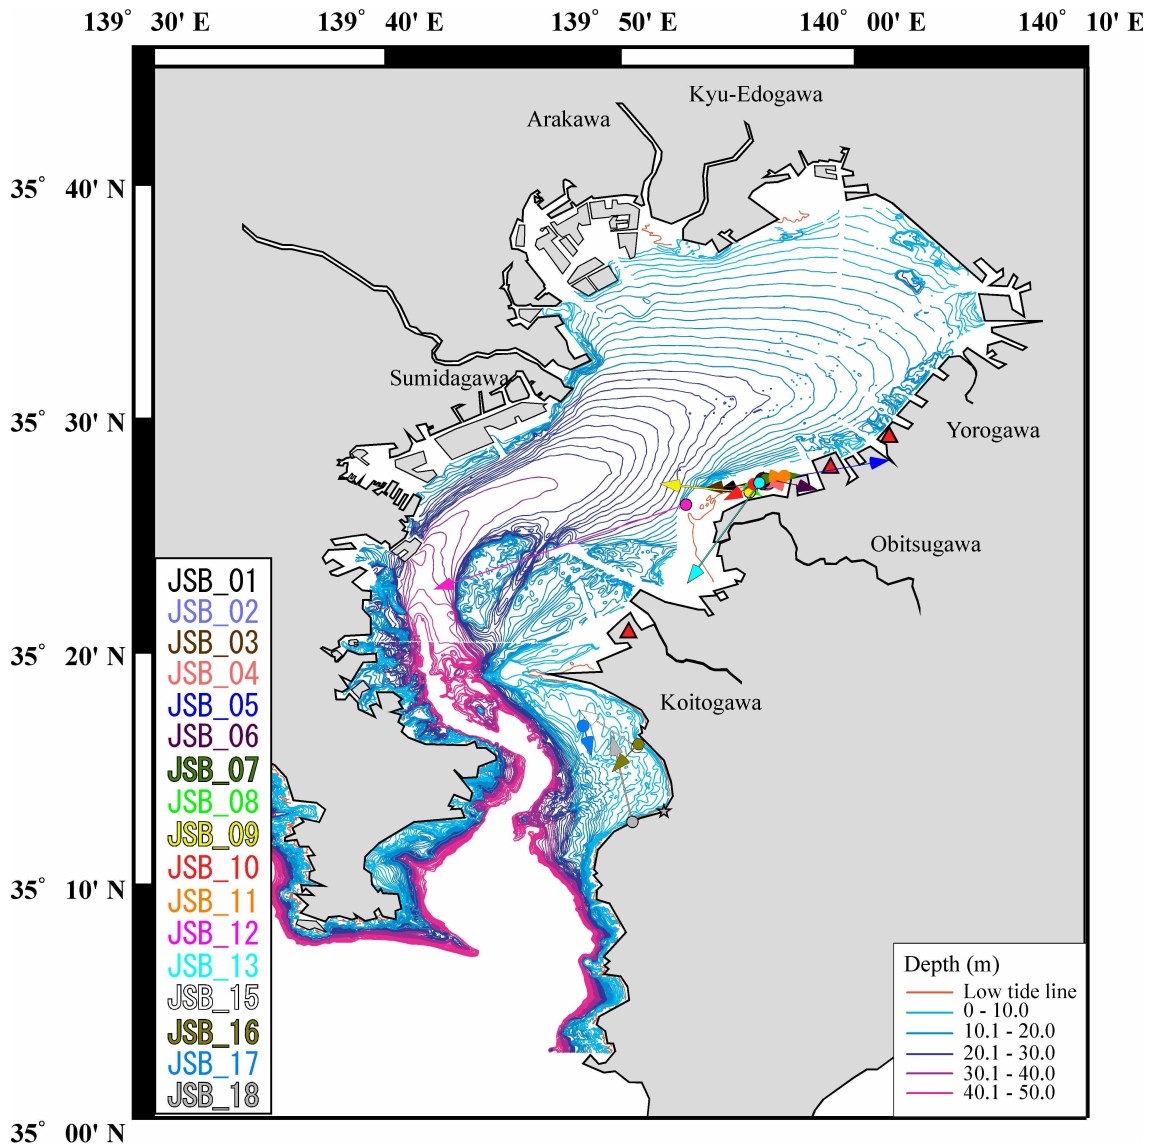 139° 30' E 139° 40' E 139° 50' E 140° 00' E 140° 10' E
Kyu-Edogawa
Arakawa
35° 40' N
Sumidagawa
35° 30' N
Yorogawa
Obitsugawa
JSB_01
JSB_02
JSB_03
JSB_04
JSB_05
JSB_06
JSB_07
JSB_08
JSB_09
JSB_10
JSB_11
JSB_12
JSB_13
JSB_15
JSB_16
JSB_17
JSB_18
35° 20' N
Koitogawa
35° 10' N
Depth (m)
Low tide line
0 - 10.0
10.1 - 20.0
20.1 - 30.0
30.1 - 40.0
40.1 - 50.0
35° 00' N